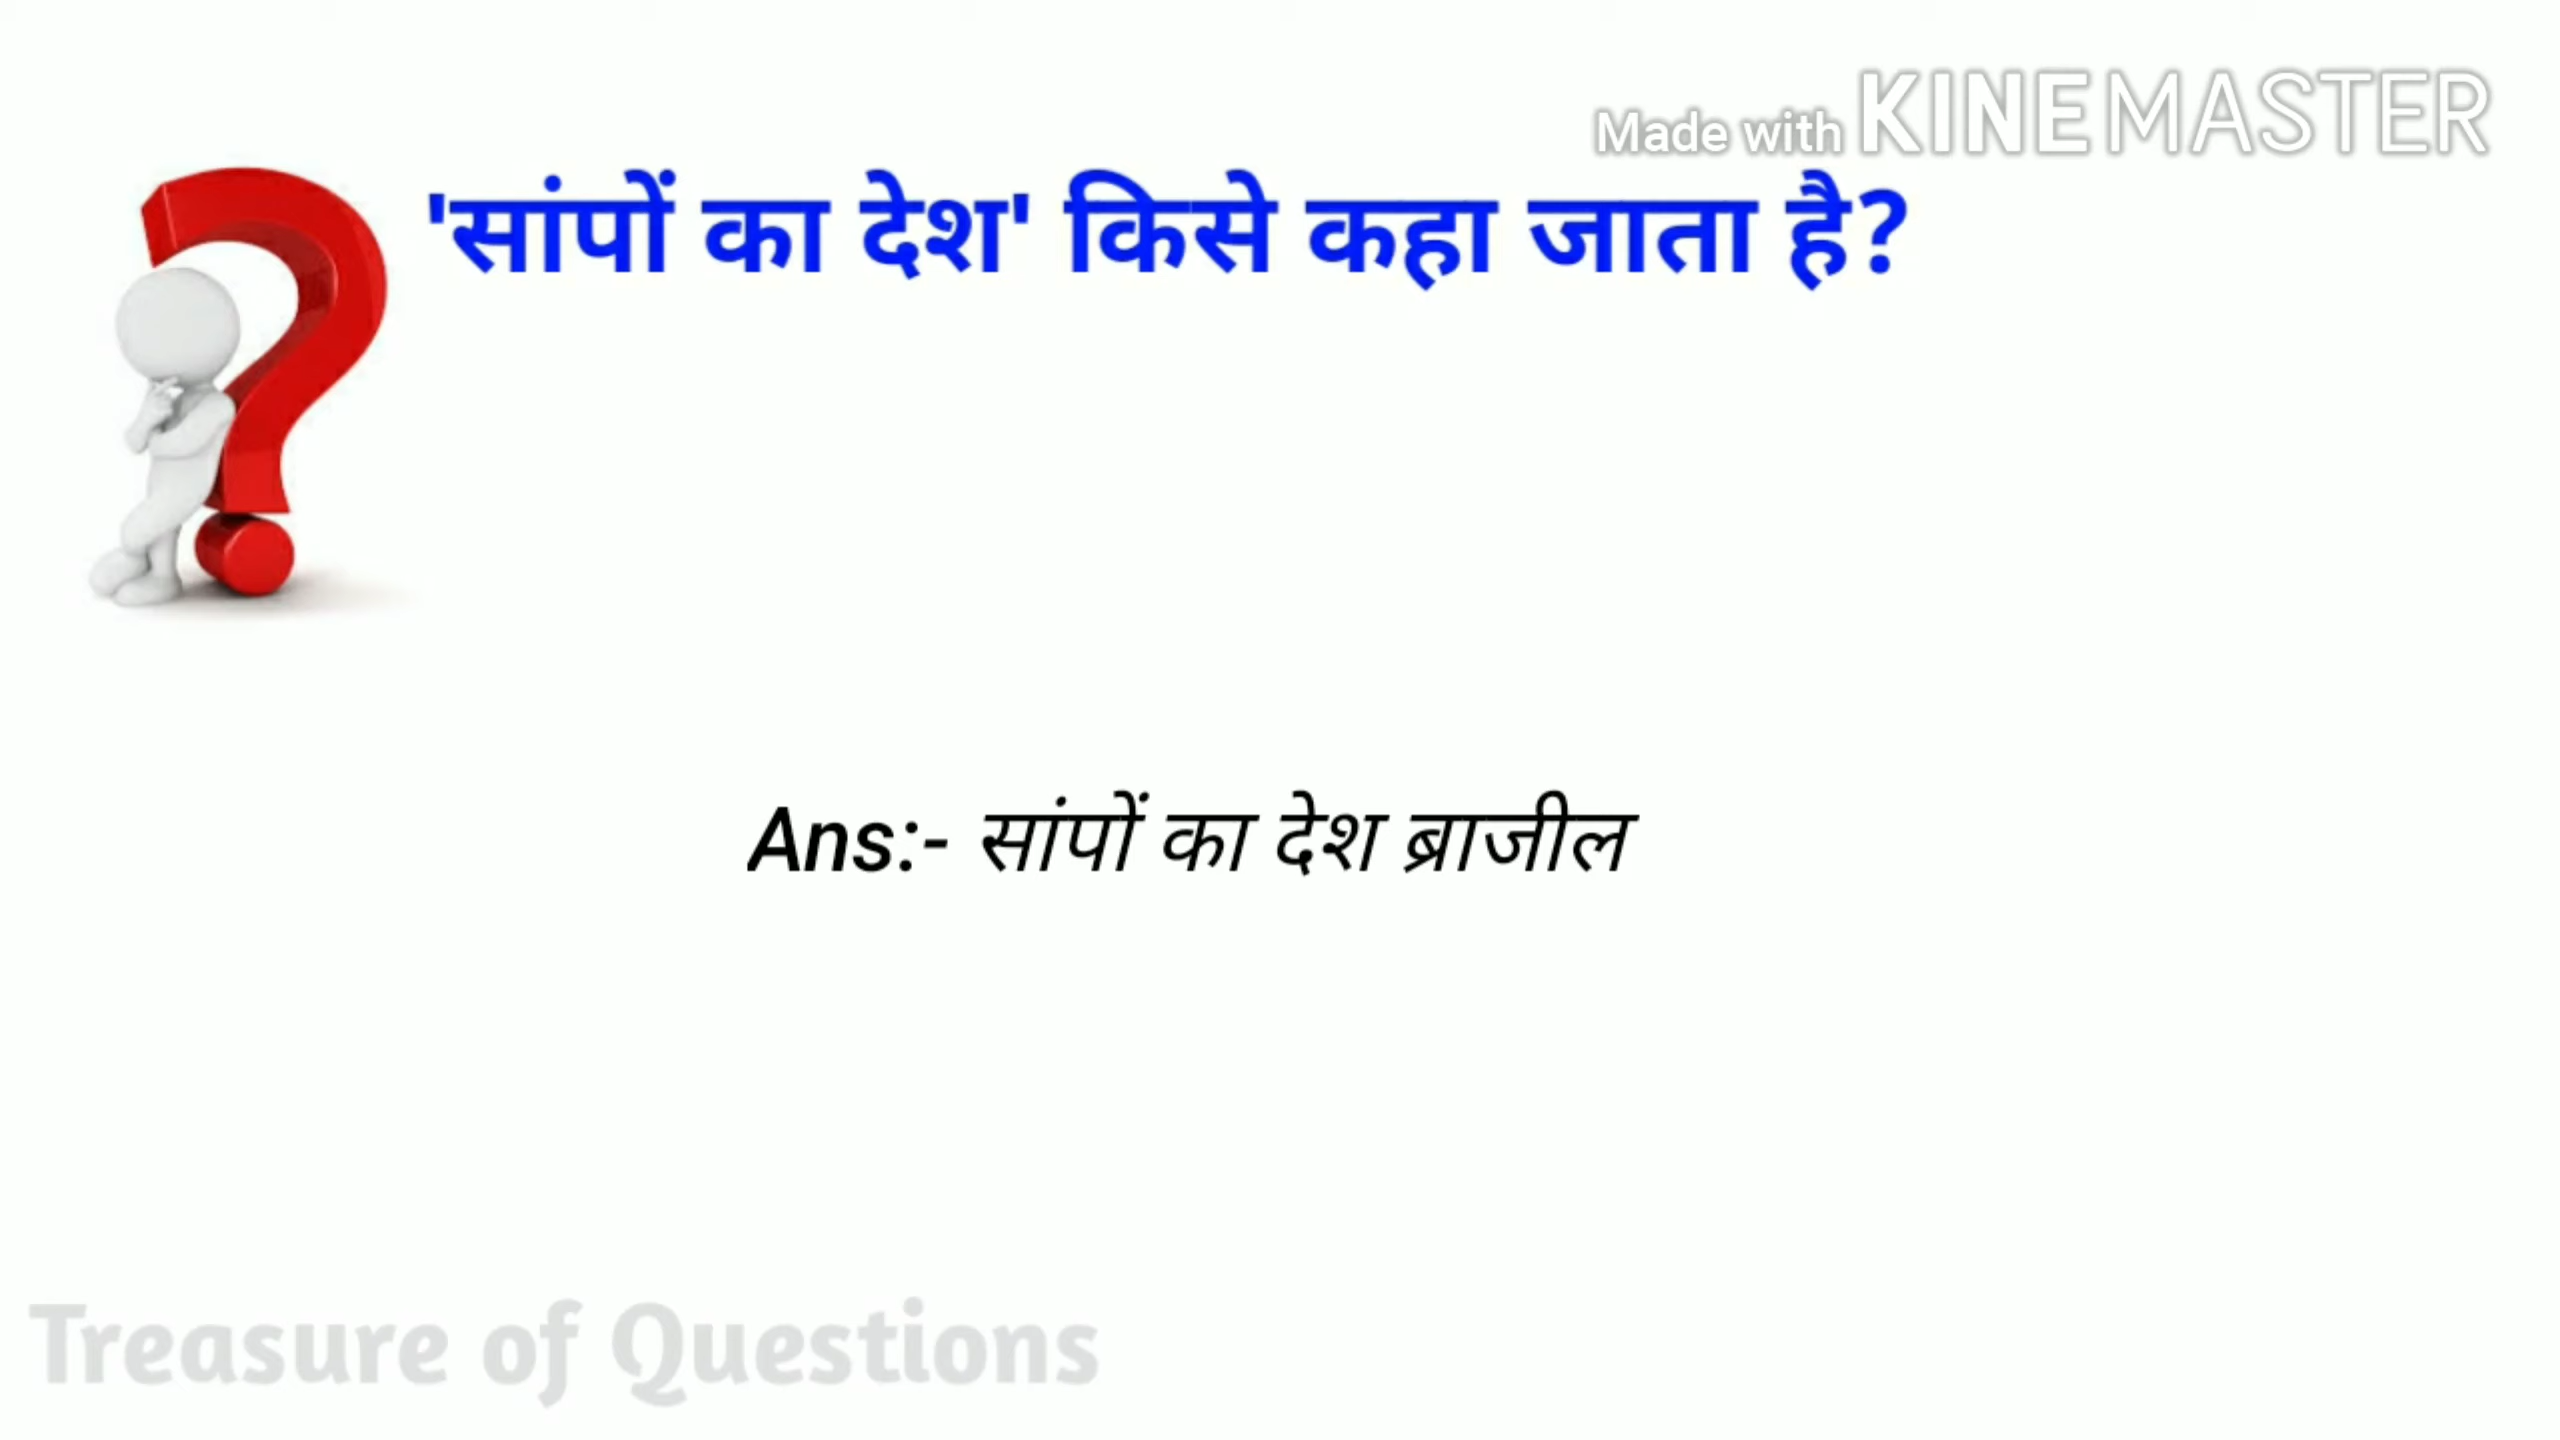 Made with KINEMASTER
'सांपों का देश' किसे कहा जाता है?
Ans:- सांपों का देश ब्राजील
Treasure of Questions